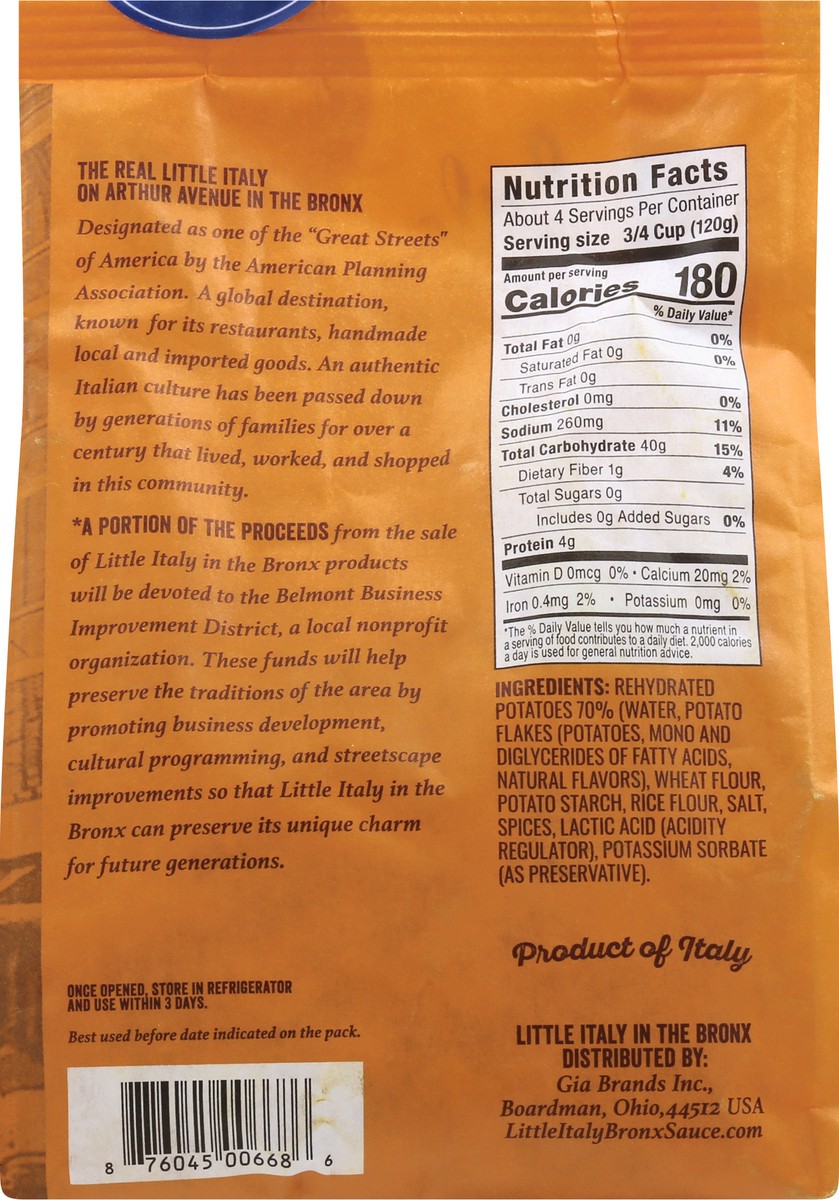 THE REAL LITTLE ITALY
ON ARTHUR AVENUE IN THE BRONX
Designated as one of the “Great Streets”
of America by the American Planning
Association. A global destination,
known for its restaurants, handmade
local and imported goods. An authentic
Italian culture has been passed down
by generations of families for over a
century that lived, worked, and shopped
in this community.
*A PORTION OF THE PROCEEDS from the sale
of Little Italy in the Bronx products
will be devoted to the Belmont Business
Improvement District, a local nonprofit
organization. These funds will help
preserve the traditions of the area by
promoting business development,
cultural programming, and streetscape
improvements so that Little Italy in the
Bronx can preserve its unique charm
for future generations.
ONCE OPENED, STORE IN REFRIGERATOR
AND USE WITHIN 3 DAYS.
Best used before date indicated on the pack.
8 76045 00668 6
Nutrition Facts
About 4 Servings Per Container
Serving size 3/4 Cup (120g)
Amount per serving
Calories 180
% Daily Value*
Total Fat 0g 0%
Saturated Fat 0g 0%
Trans Fat 0g
Cholesterol 0mg 0%
Sodium 260mg 11%
Total Carbohydrate 40g 15%
Dietary Fiber 1g 4%
Total Sugars 0g
Includes 0g Added Sugars 0%
Protein 4g
Vitamin D 0mcg 0% • Calcium 20mg 2%
Iron 0.4mg 2% • Potassium 0mg 0%
*The % Daily Value tells you how much a nutrient in
a serving of food contributes to a daily diet. 2,000 calories
a day is used for general nutrition advice.
INGREDIENTS: REHYDRATED
POTATOES 70% (WATER, POTATO
FLAKES (POTATOES, MONO AND
DIGLYCERIDES OF FATTY ACIDS,
NATURAL FLAVORS), WHEAT FLOUR,
POTATO STARCH, RICE FLOUR, SALT,
SPICES, LACTIC ACID (ACIDITY
REGULATOR), POTASSIUM SORBATE
(AS PRESERVATIVE).
Product of Italy
LITTLE ITALY IN THE BRONX
DISTRIBUTED BY:
Gia Brands Inc.,
Boardman, Ohio,44512 USA
LittleItalyBronxSauce.com